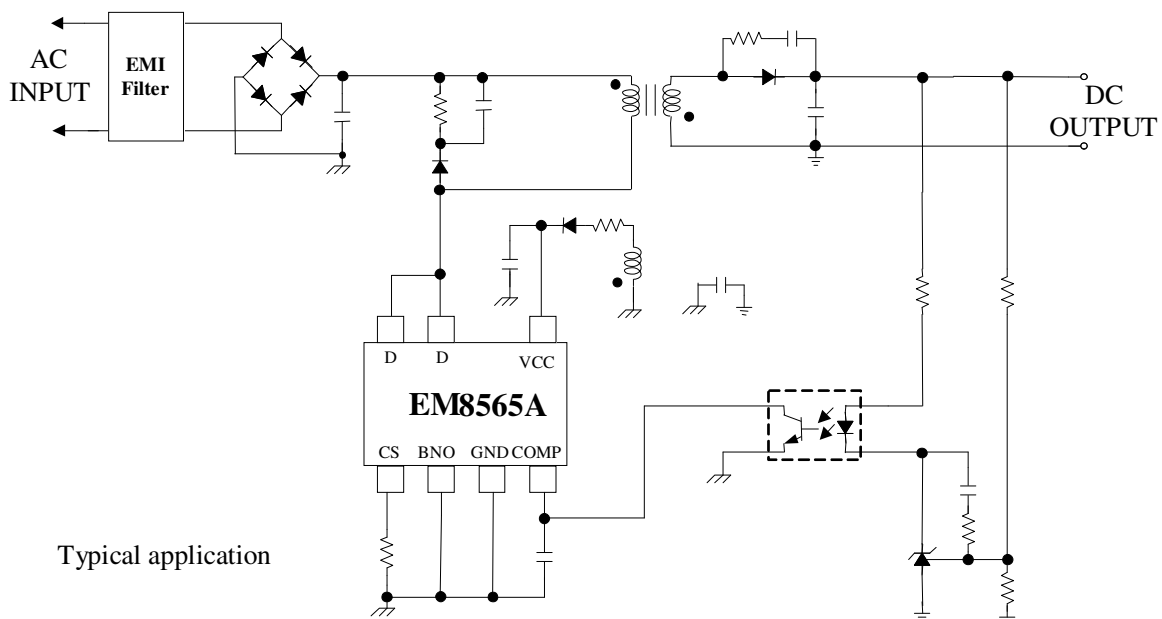 AC
INPUT
EMI
Filter
DC
OUTPUT
D
D
VCC
EM8565A
CS
BNO
GND
COMP
Typical application